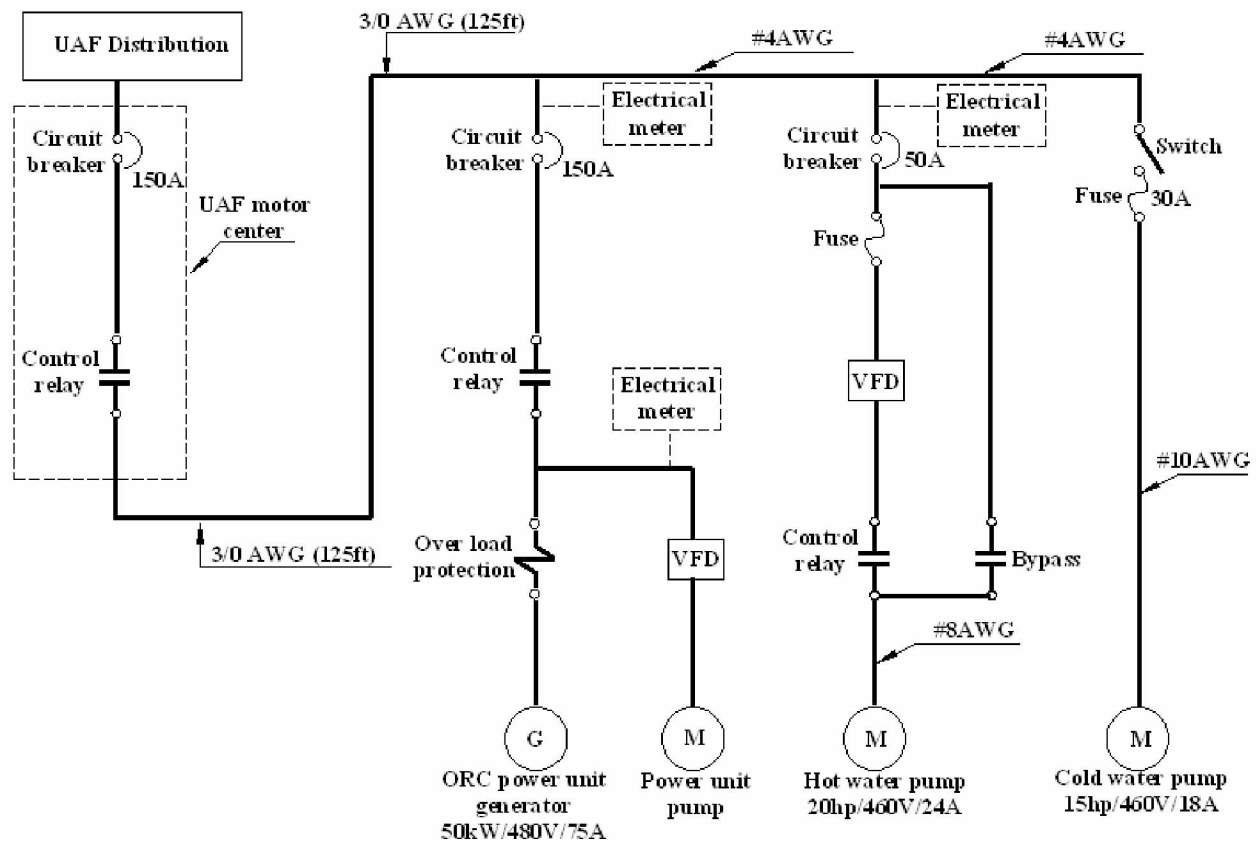 3/0 AWG (125ft)
UAF Distribution
#4AWG
#4AWG
Electrical
meter
Electrical
meter
Circuit
breaker
150A
Circuit
breaker
150A
Circuit
breaker
50A
Switch
Fuse
30A
UAF motor
center
Fuse
Control
relay
Control
relay
Electrical
meter
VFD
#10AWG
3/0 AWG (125ft)
Over load
protection
VFD
Control
relay
Bypass
#8AWG
G
M
M
M
ORC power unit
generator
50kW/480V/75A
Power unit
pump
Hot water pump
20hp/460V/24A
Cold water pump
15hp/460V/18A